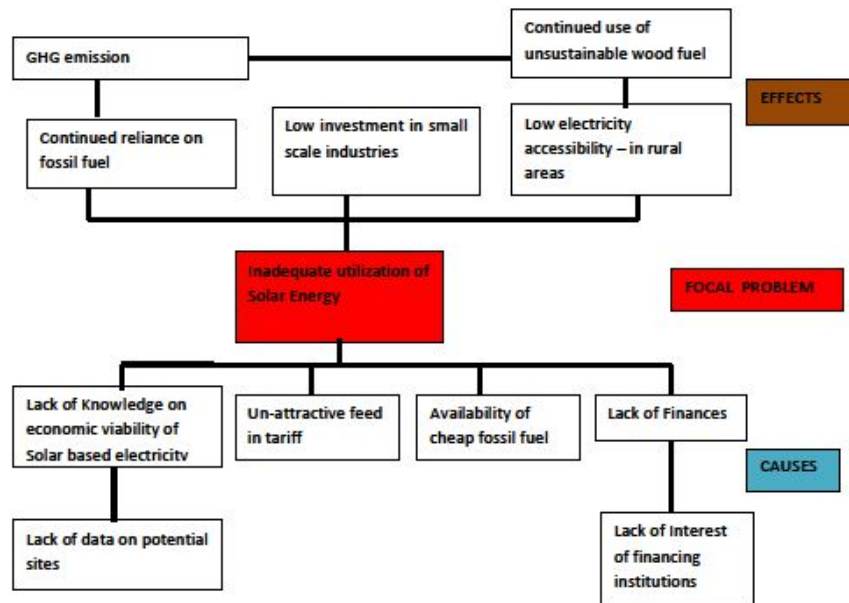 GHG emission
Continued use of
unsustainable wood fuel
EFFECTS
Continued reliance on
fossil fuel
Low investment in small
scale industries
Low electricity
accessibility – in rural
areas
Inadequate utilization of
Solar Energy
FOCAL PROBLEM
Lack of Knowledge on
economic viability of
Solar based electricity
Un-attractive feed
in tariff
Availability of
cheap fossil fuel
Lack of Finances
CAUSES
Lack of data on potential
sites
Lack of Interest
of financing
institutions